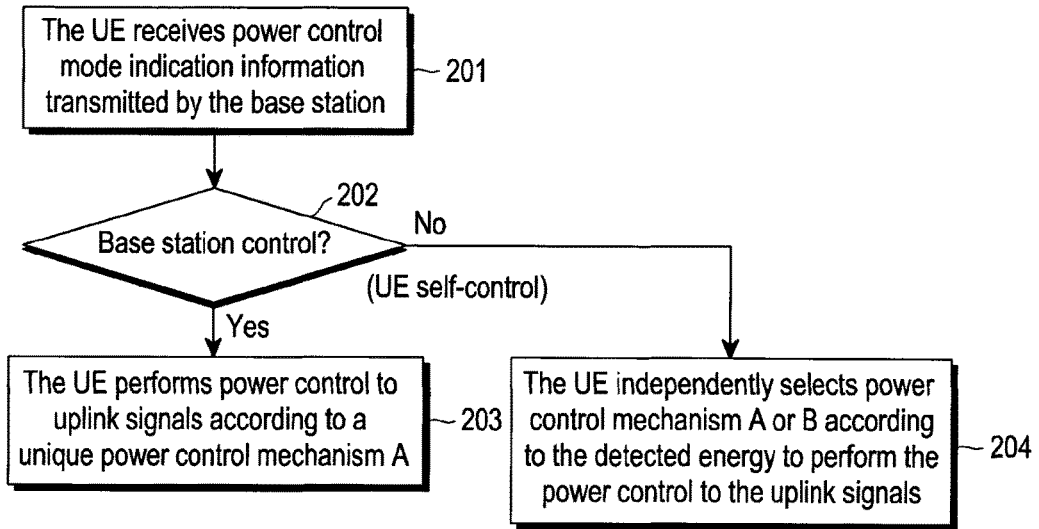 The UE receives power control
mode indication information
transmitted by the base station
201
202
Base station control?
No
(UE self-control)
Yes
The UE performs power control to
uplink signals according to a
unique power control mechanism A
203
The UE independently selects power
control mechanism A or B according
to the detected energy to perform the
power control to the uplink signals
204